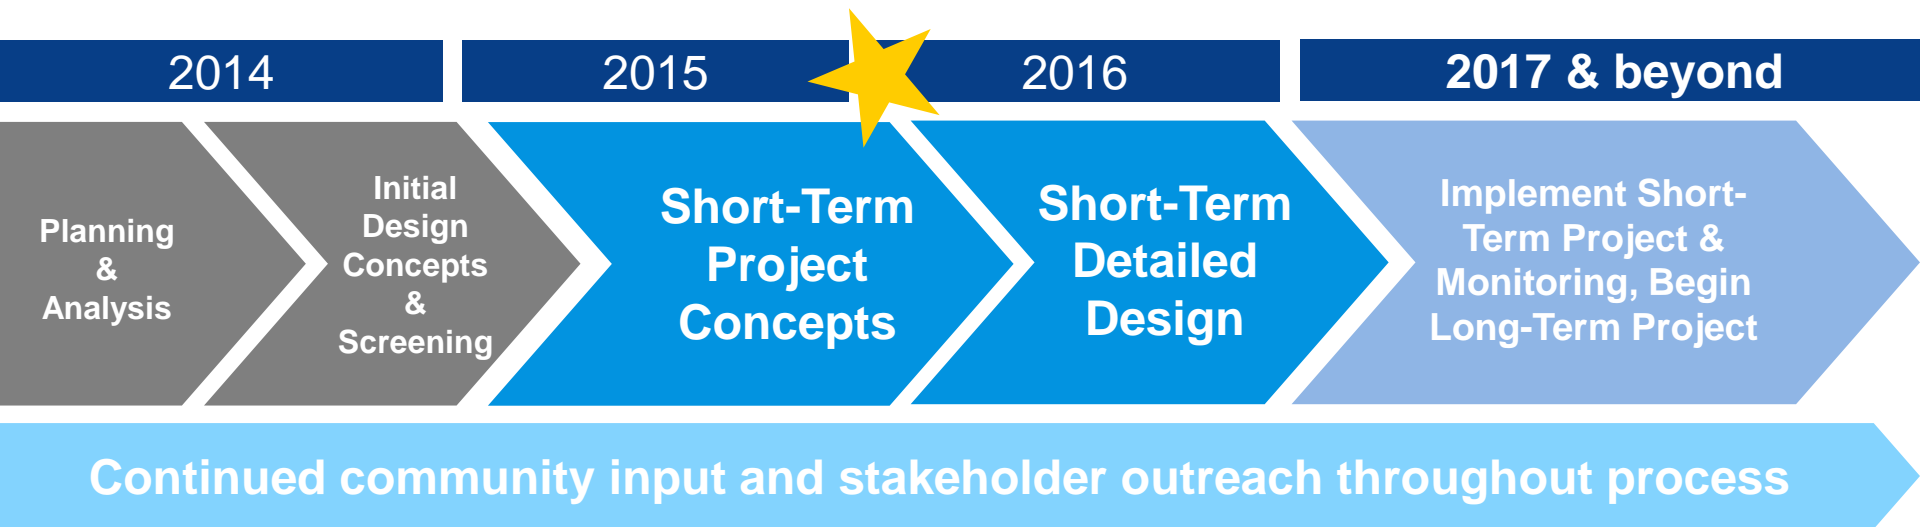 2014
2015
2016
2017 & beyond
Planning
&
Analysis
Initial
Design
Concepts
&
Screening
Short-Term
Project
Concepts
Short-Term
Detailed
Design
Implement Short-
Term Project &
Monitoring, Begin
Long-Term Project
Continued community input and stakeholder outreach throughout process